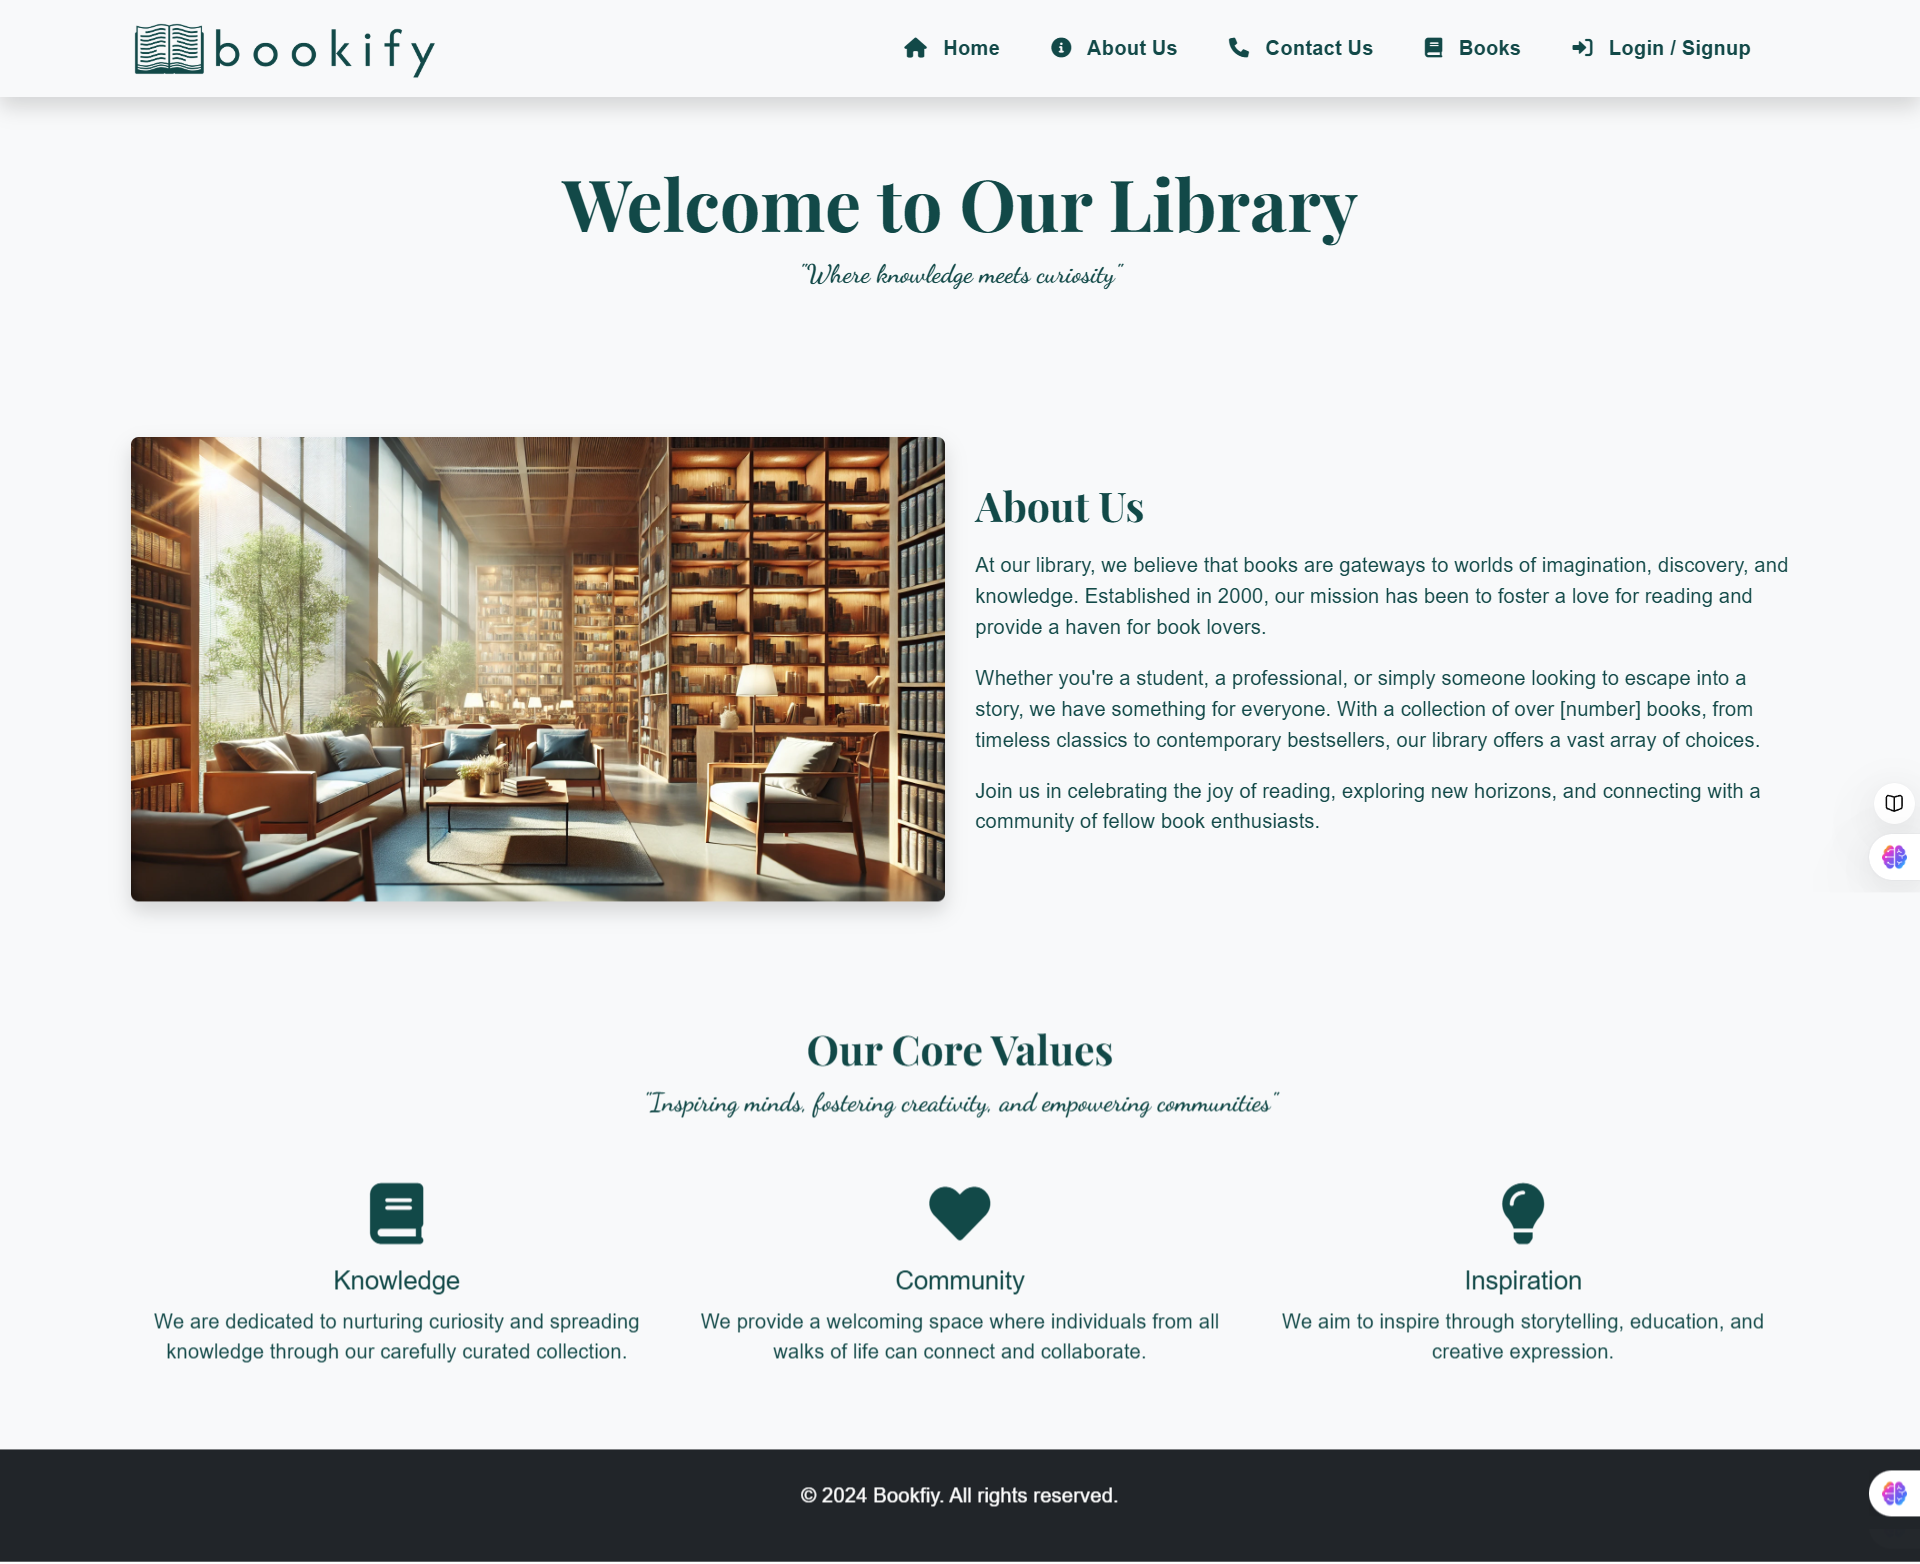 bookify
Home
About Us
Contact Us
Books
Login / Signup
Welcome to Our Library
"Where knowledge meets curiosity"
About Us
At our library, we believe that books are gateways to worlds of imagination, discovery, and
knowledge. Established in 2000, our mission has been to foster a love for reading and
provide a haven for book lovers.
Whether you're a student, a professional, or simply someone looking to escape into a
story, we have something for everyone. With a collection of over [number] books, from
timeless classics to contemporary bestsellers, our library offers a vast array of choices.
Join us in celebrating the joy of reading, exploring new horizons, and connecting with a
community of fellow book enthusiasts.
Our Core Values
"Inspiring minds, fostering creativity, and empowering communities"
Knowledge
We are dedicated to nurturing curiosity and spreading
knowledge through our carefully curated collection.
Community
We provide a welcoming space where individuals from all
walks of life can connect and collaborate.
Inspiration
We aim to inspire through storytelling, education, and
creative expression.
© 2024 Bookfiy. All rights reserved.